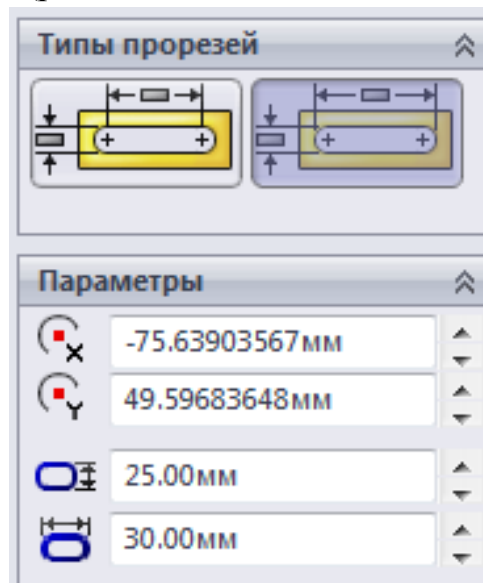 Типы прорезей
Параметры
X -75.63903567мм
Y 49.59683648мм
25.00мм
30.00мм